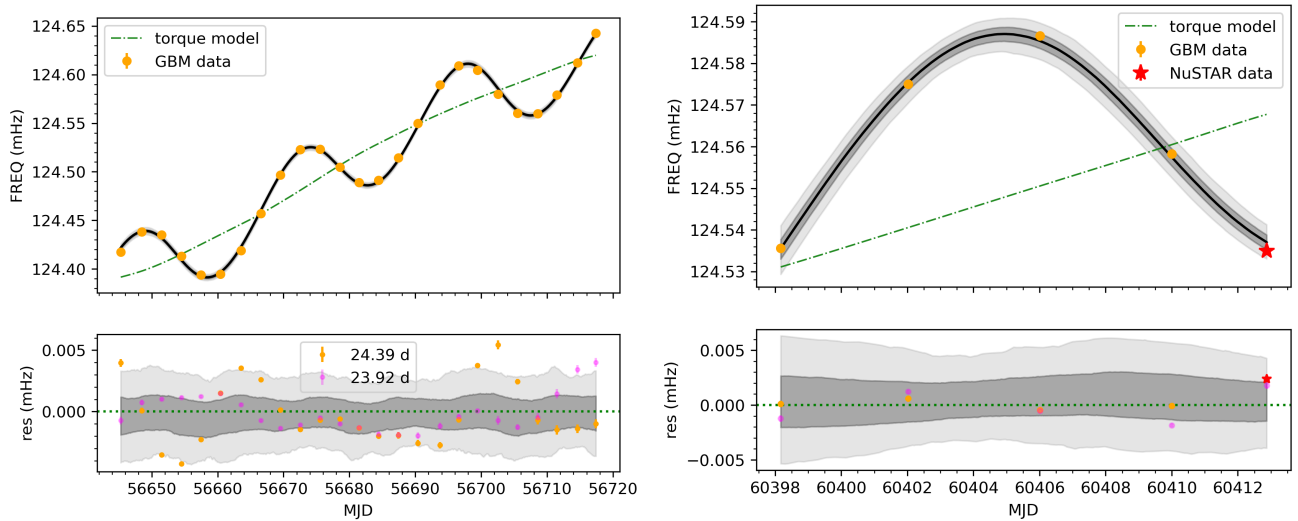 124.65
124.60
124.55
124.50
124.45
124.40
FREQ (mHz)
torque model
GBM data
0.005
0.000
res (mHz)
24.39 d
23.92 d
56650 56660 56670 56680 56690 56700 56710 56720
MJD
124.59
124.58
124.57
124.56
124.55
124.54
124.53
FREQ (mHz)
torque model
GBM data
NuSTAR data
0.005
0.000
−0.005
res (mHz)
60398 60400 60402 60404 60406 60408 60410 60412
MJD